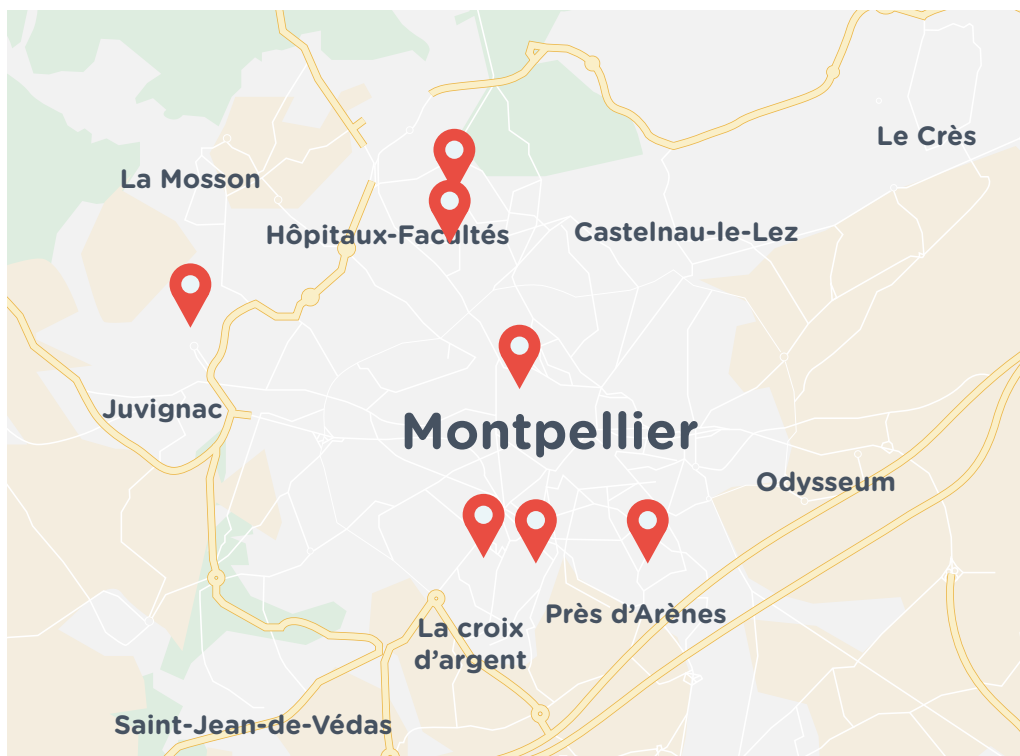 Le Crès
La Mosson
Hôpitaux-Facultés
Castelnau-le-Lez
Juvignac
Montpellier
Odysseum
Près d'Arènes
La croix
d'argent
Saint-Jean-de-Védas